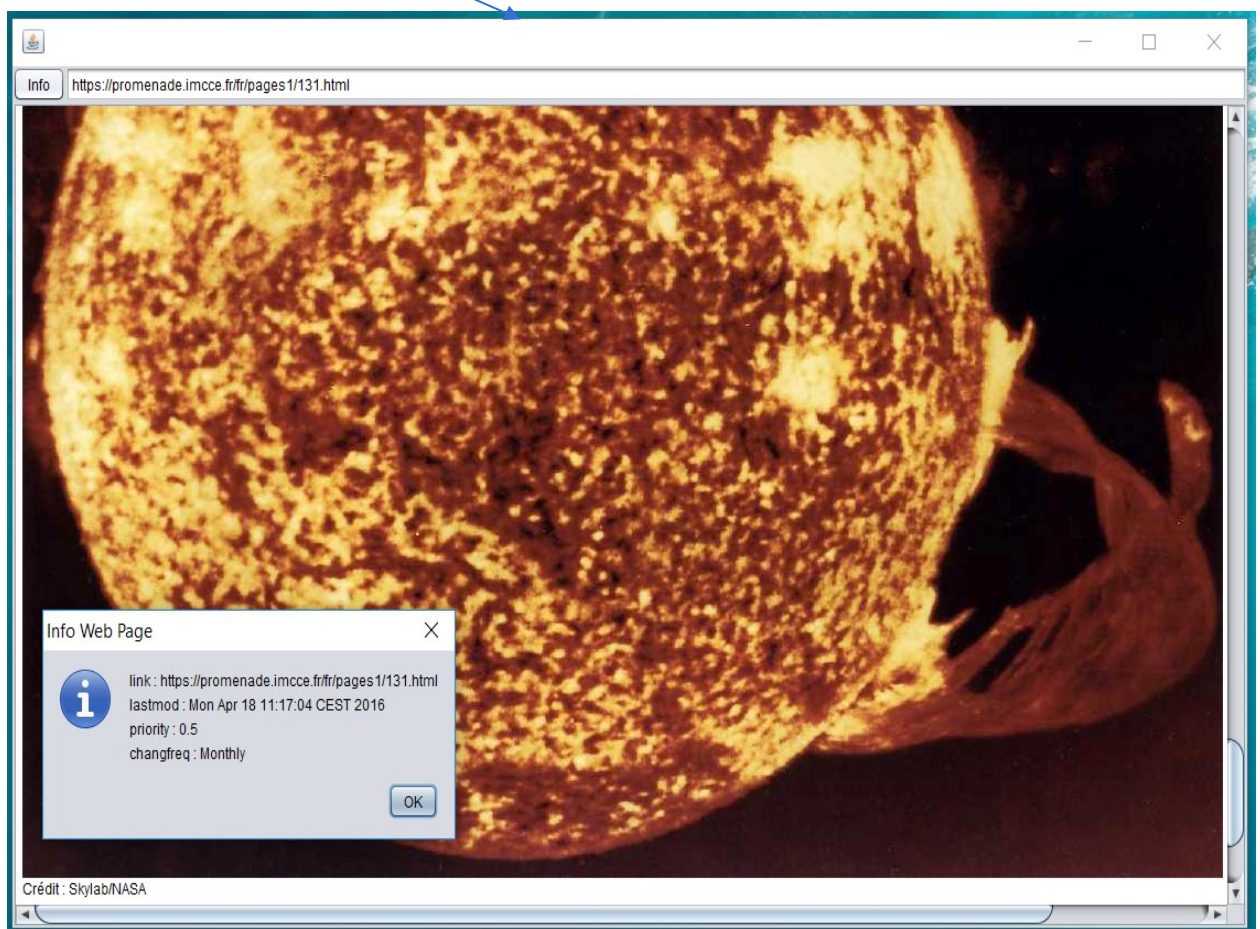 Info https://promenade.imcce.fr/fr/pages1/131.html
Info Web Page
link : https://promenade.imcce.fr/fr/pages1/131.html
lastmod : Mon Apr 18 11:17:04 CEST 2016
priority : 0.5
changfreq : Monthly
OK
Crédit : Skylab/NASA